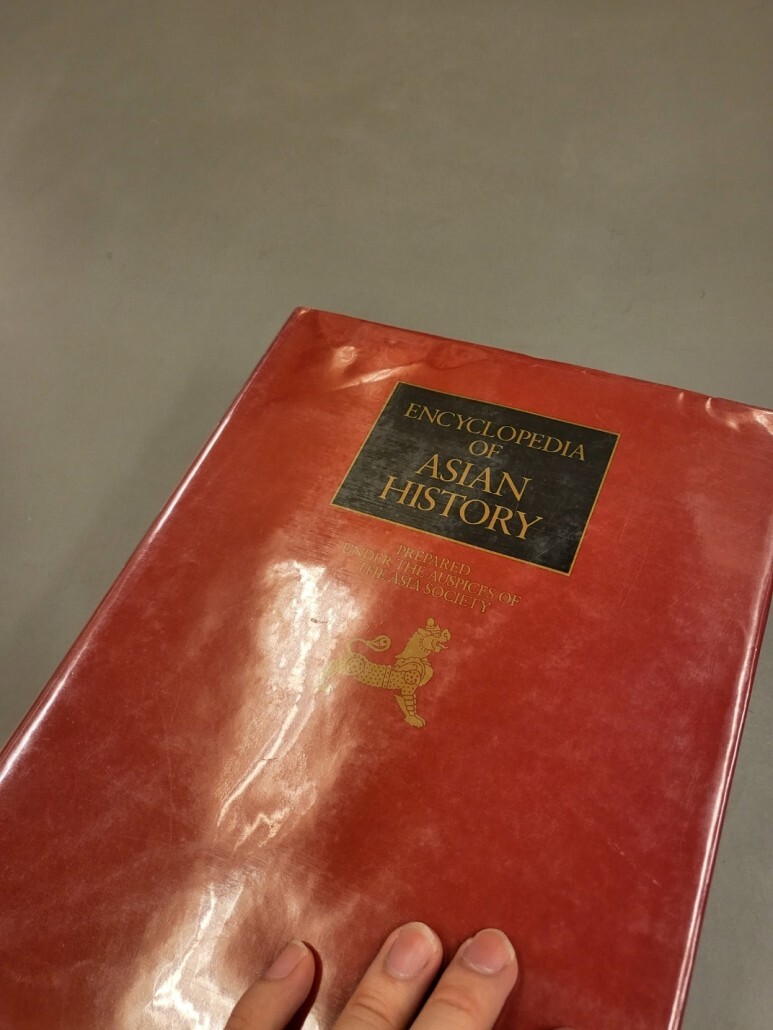 ENCYCLOPEDIA
OF
ASIAN
HISTORY
PREPARED
UNDER THE AUSPICES OF
THE ASIA SOCIETY